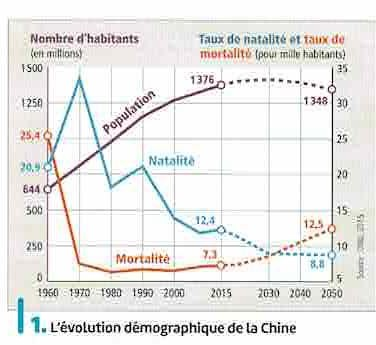 Nombre d'habitants
(en millions)
Taux de natalité et taux de
mortalité (pour mille habitants)
1500
1250
500
250
0
25,4
20,9
644
35
30
25
20
15
10
5
1376
1348
Population
Natalité
12,4
12,5
Mortalité
7,3
8,8
1960 1970 1980 1990 2000 2015 2030 2040 2050
Source : ONU, 2015
1. L'évolution démographique de la Chine